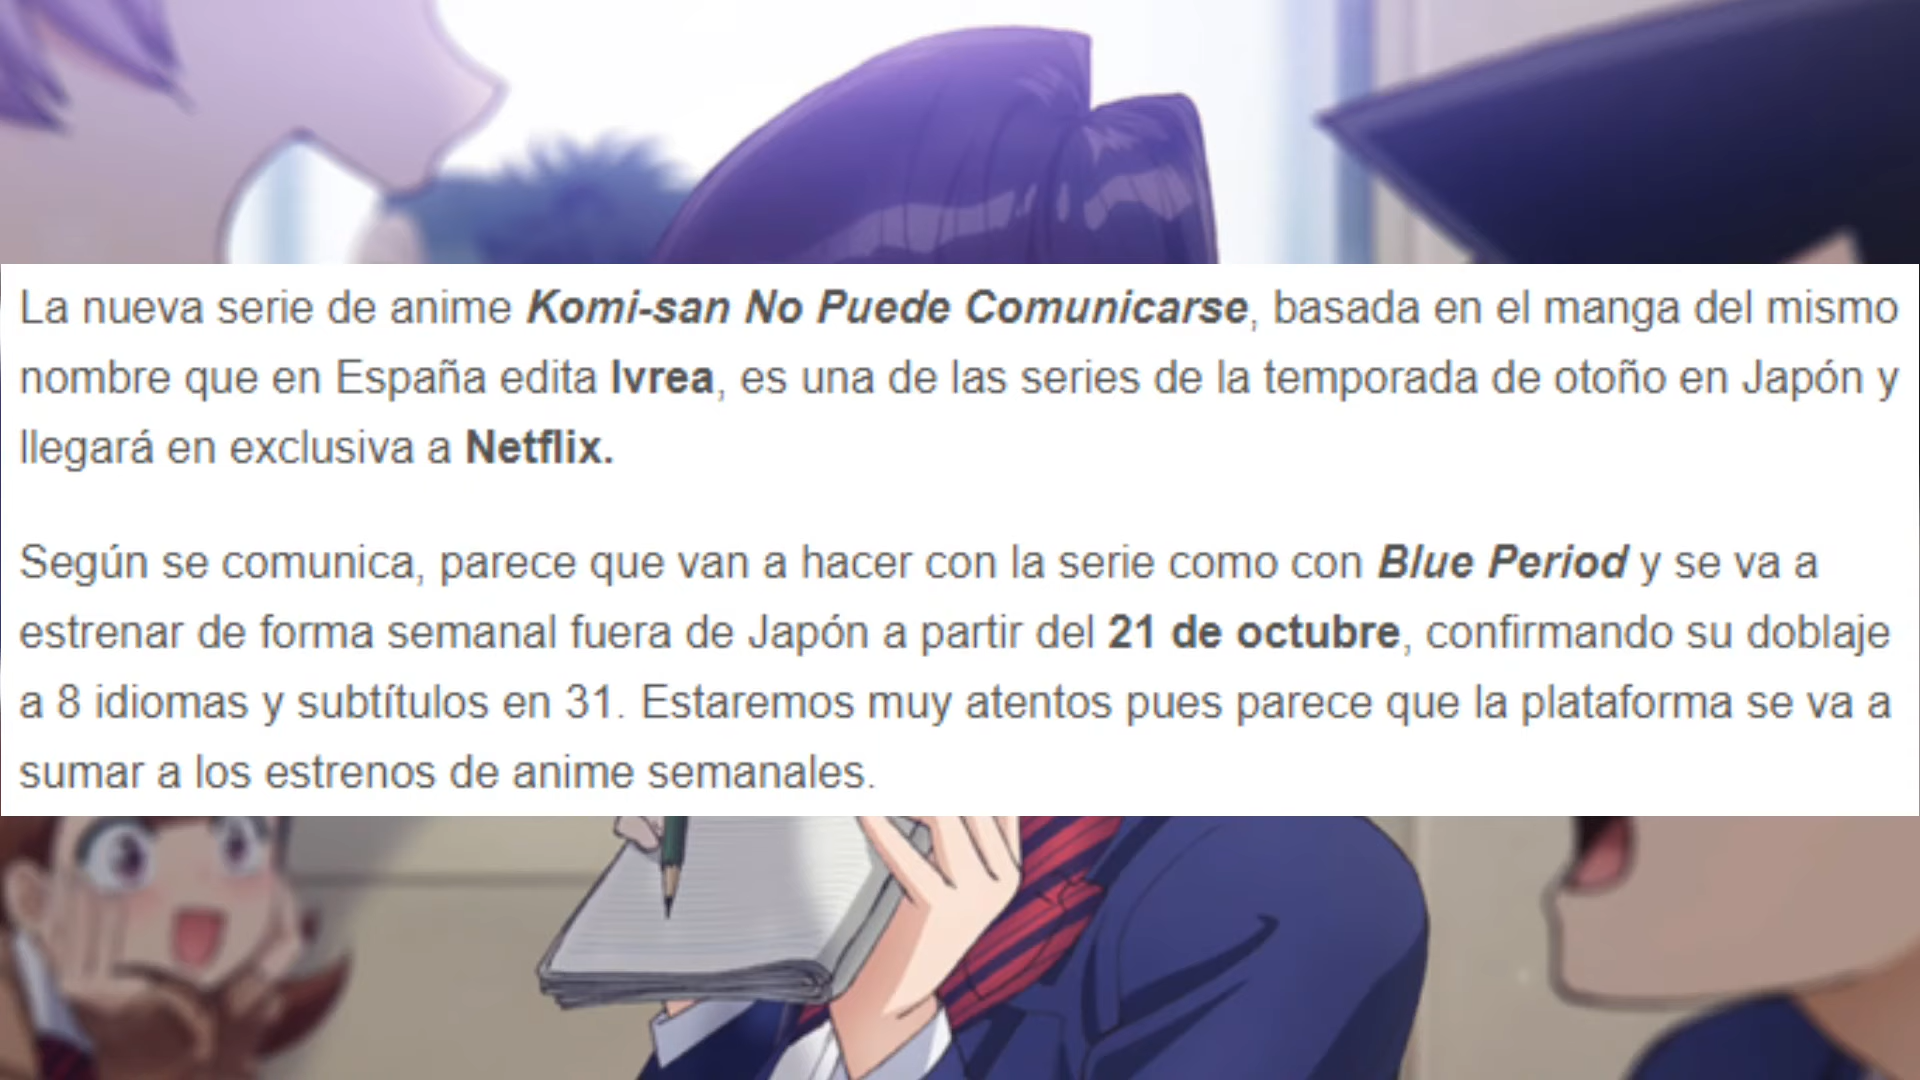 La nueva serie de anime Komi-san No Puede Comunicarse, basada en el manga del mismo
nombre que en España edita Ivrea, es una de las series de la temporada de otoño en Japón y
llegará en exclusiva a Netflix.
Según se comunica, parece que van a hacer con la serie como con Blue Period y se va a
estrenar de forma semanal fuera de Japón a partir del 21 de octubre, confirmando su doblaje
a 8 idiomas y subtítulos en 31. Estaremos muy atentos pues parece que la plataforma se va a
sumar a los estrenos de anime semanales.